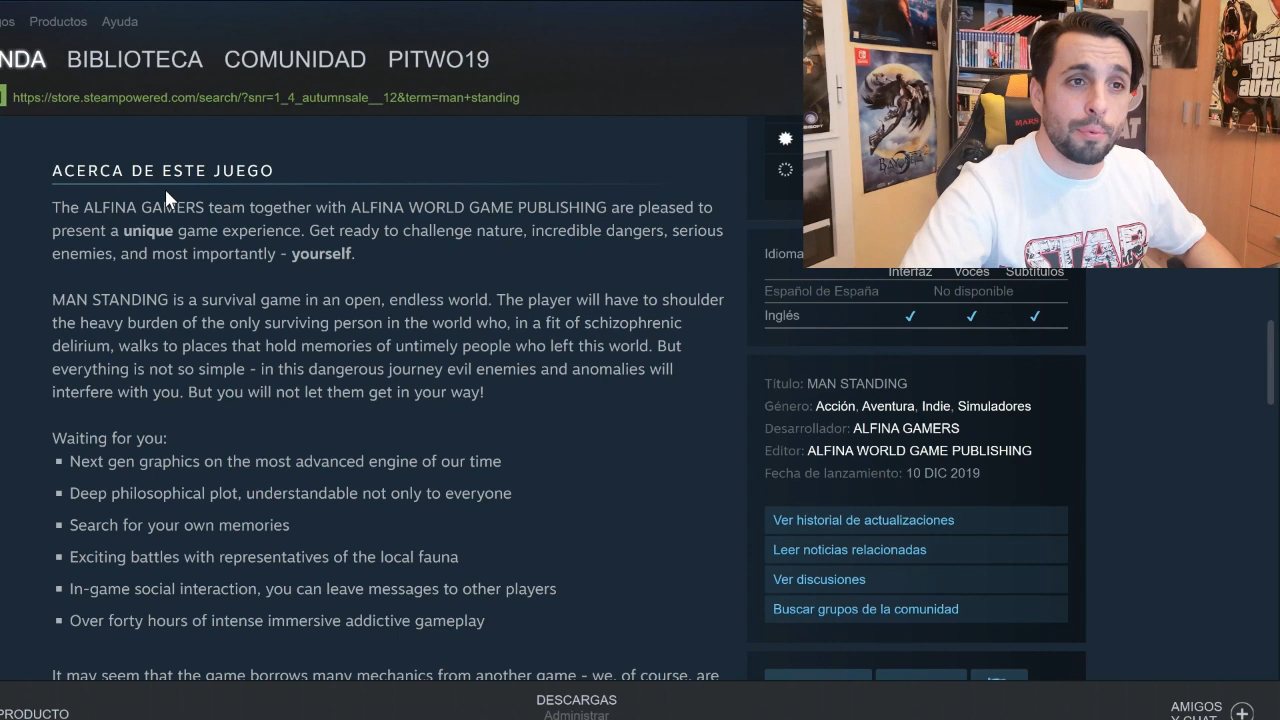 Productos Ayuda
BIBLIOTECA COMUNIDAD PITWO19
https://store.steampowered.com/search/?snr=1_4_autumnsale__12&term=man+standing
ACERCA DE ESTE JUEGO
The ALFINA GAMERS team together with ALFINA WORLD GAME PUBLISHING are pleased to
present a unique game experience. Get ready to challenge nature, incredible dangers, serious
enemies, and most importantly - yourself.
MAN STANDING is a survival game in an open, endless world. The player will have to shoulder
the heavy burden of the only surviving person in the world who, in a fit of schizophrenic
delirium, walks to places that hold memories of untimely people who left this world. But
everything is not so simple - in this dangerous journey evil enemies and anomalies will
interfere with you. But you will not let them get in your way!
Waiting for you:
▪ Next gen graphics on the most advanced engine of our time
▪ Deep philosophical plot, understandable not only to everyone
▪ Search for your own memories
▪ Exciting battles with representatives of the local fauna
▪ In-game social interaction, you can leave messages to other players
▪ Over forty hours of intense immersive addictive gameplay
It may seem that the game borrows many mechanics from another game - we, of course, are
Idioma
Interfaz Voces Subtítulos
Español de España No disponible
Inglés ✓ ✓ ✓
Título: MAN STANDING
Género: Acción, Aventura, Indie, Simuladores
Desarrollador: ALFINA GAMERS
Editor: ALFINA WORLD GAME PUBLISHING
Fecha de lanzamiento: 10 DIC 2019
Ver historial de actualizaciones
Leer noticias relacionadas
Ver discusiones
Buscar grupos de la comunidad
PRODUCTO
DESCARGAS
Administrar
AMIGOS
Y CHAT
BAYONETTA
MARS
STAR